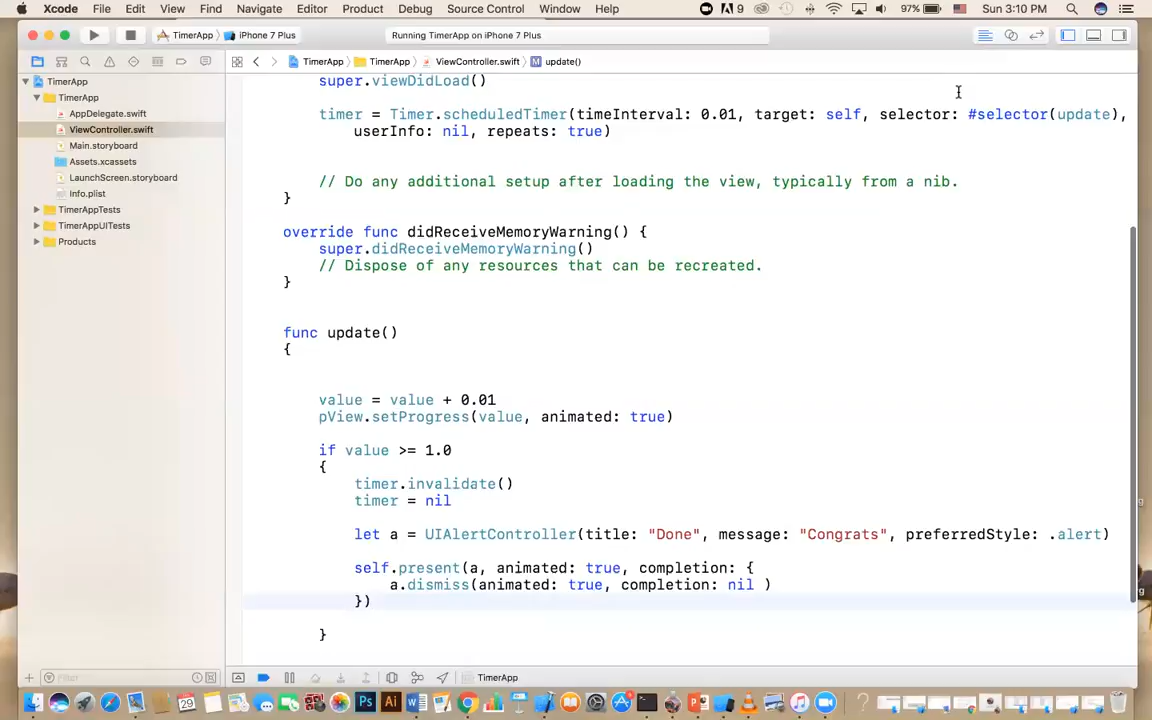 Xcode File Edit View Find Navigate Editor Product Debug Source Control Window Help 9 97% Sun 3:10 PM
TimerApp iPhone 7 Plus Running TimerApp on iPhone 7 Plus
TimerApp TimerApp ViewController.swift M update()
TimerApp
TimerApp
AppDelegate.swift
ViewController.swift
Main.storyboard
Assets.xcassets
LaunchScreen.storyboard
Info.plist
TimerAppTests
TimerAppUITests
Products
super.viewDidLoad()
timer = Timer.scheduledTimer(timeInterval: 0.01, target: self, selector: #selector(update),
userInfo: nil, repeats: true)
// Do any additional setup after loading the view, typically from a nib.
}
override func didReceiveMemoryWarning() {
super.didReceiveMemoryWarning()
// Dispose of any resources that can be recreated.
}
func update()
{
value = value + 0.01
pView.setProgress(value, animated: true)
if value >= 1.0
{
timer.invalidate()
timer = nil
let a = UIAlertController(title: "Done", message: "Congrats", preferredStyle: .alert)
self.present(a, animated: true, completion: {
a.dismiss(animated: true, completion: nil )
})
}
Filter
TimerApp
29
Ps
Ai